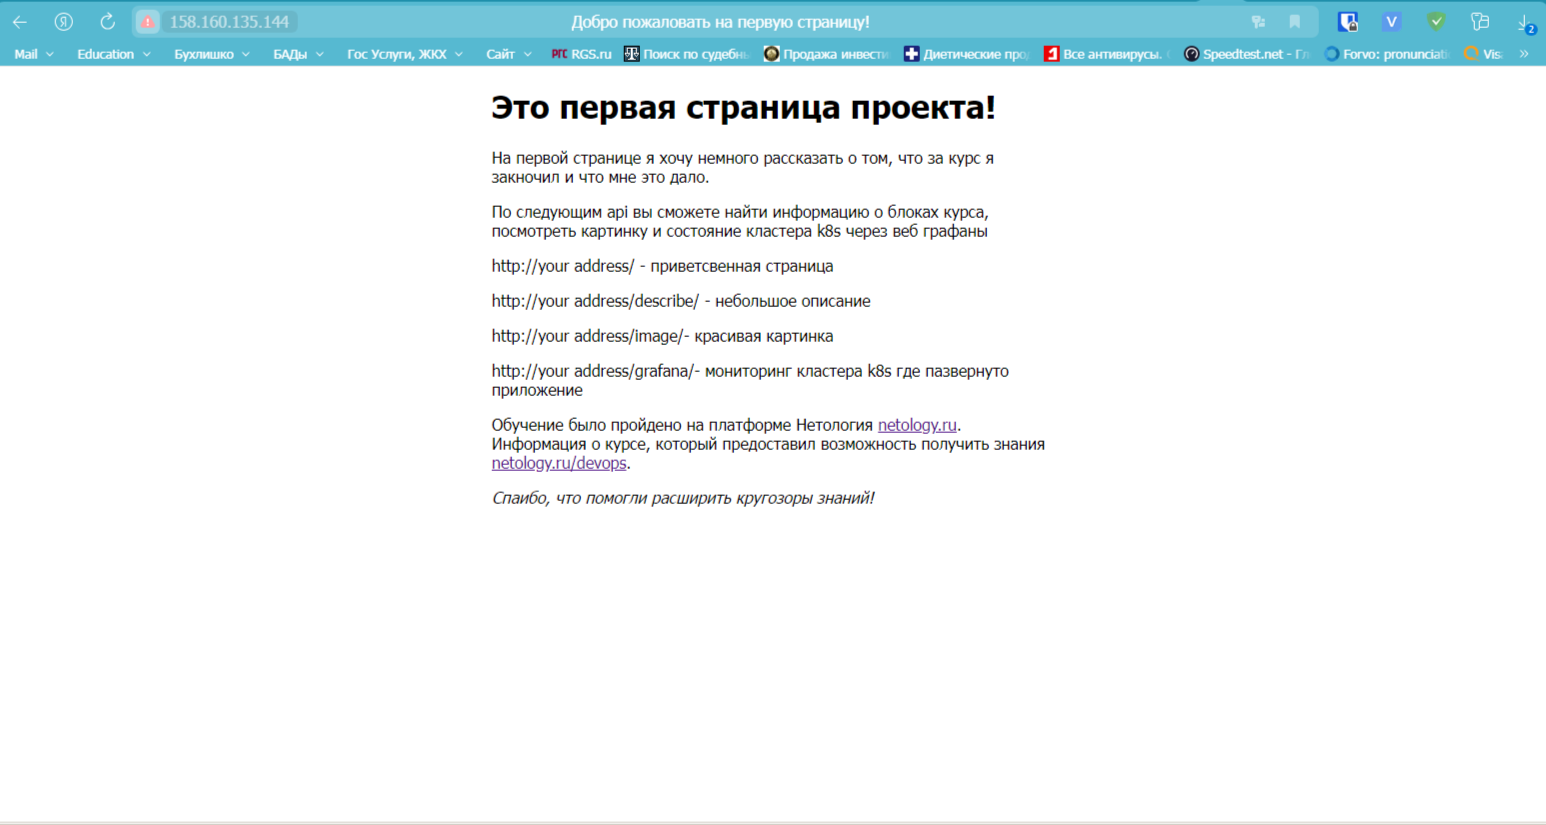 158.160.135.144
Добро пожаловать на первую страницу!
Mail Education Бухлишко БАДы Гос Услуги, ЖКХ Сайт РГС RGS.ru Поиск по судебн Продажа инвести Диетические про Все антивирусы. Speedtest.net - Гл Forvo: pronunciati Vis
Это первая страница проекта!
На первой странице я хочу немного рассказать о том, что за курс я
закночил и что мне это дало.
По следующим api вы сможете найти информацию о блоках курса,
посмотреть картинку и состояние кластера k8s через веб графаны
http://your address/ - приветсвенная страница
http://your address/describe/ - небольшое описание
http://your address/image/- красивая картинка
http://your address/grafana/- мониторинг кластера k8s где пазвернуто
приложение
Обучение было пройдено на платформе Нетология netology.ru.
Информация о курсе, который предоставил возможность получить знания
netology.ru/devops.
Спаибо, что помогли расширить кругозоры знаний!